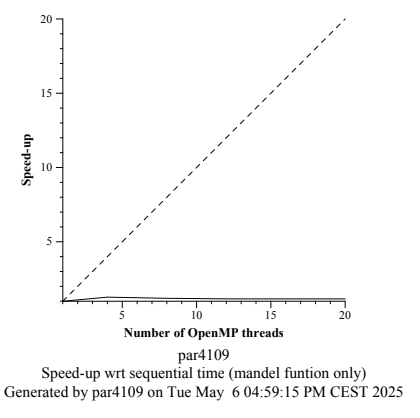 20
15
10
5
Speed-up
5 10 15 20
Number of OpenMP threads
par4109
Speed-up wrt sequential time (mandel funtion only)
Generated by par4109 on Tue May 6 04:59:15 PM CEST 2025